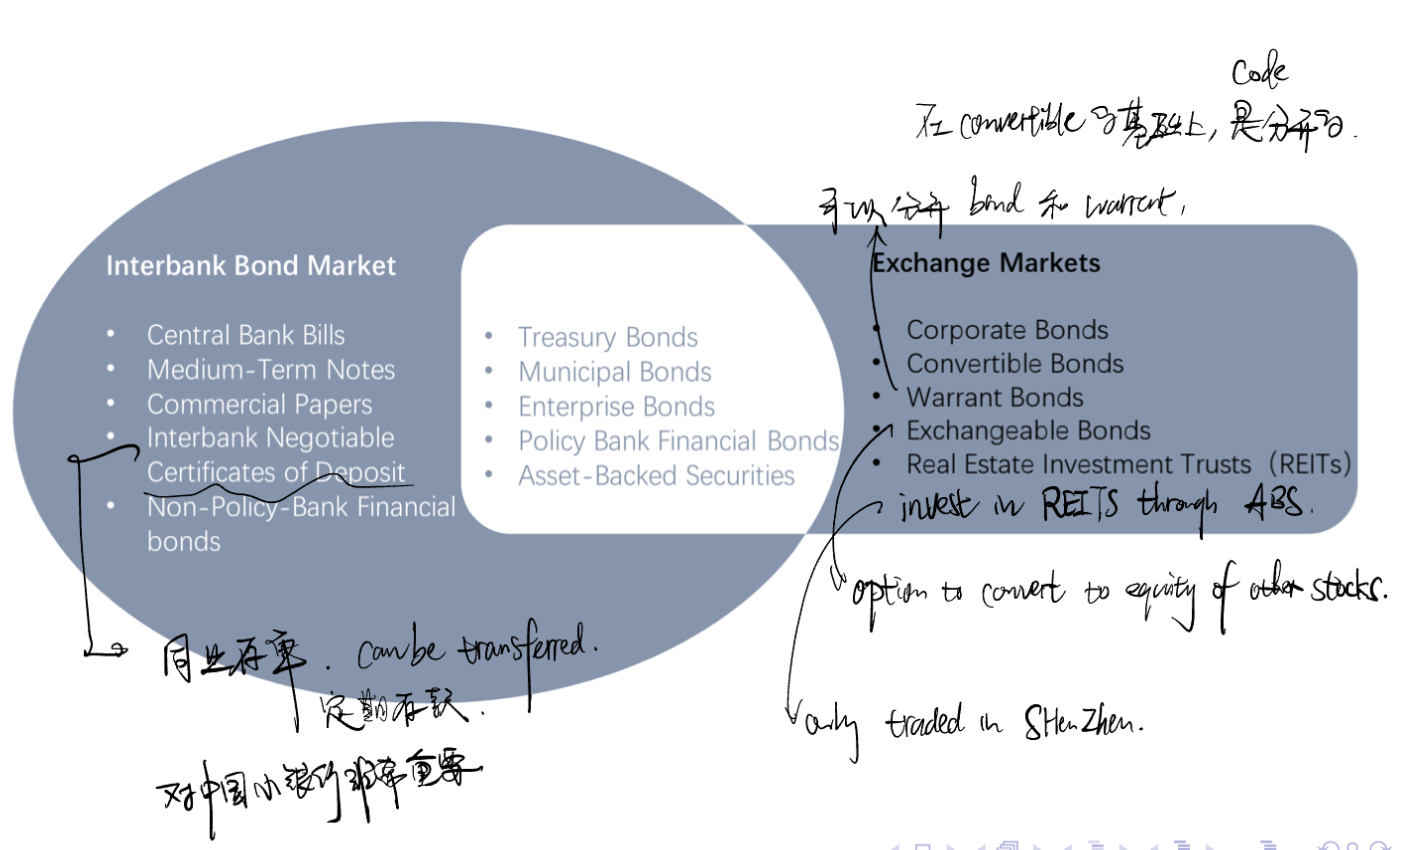 code
在 convertible 的基础上, 是分开的.
可以分开 bond 和 warrent,
Interbank Bond Market
• Central Bank Bills
• Medium-Term Notes
• Commercial Papers
• Interbank Negotiable
Certificates of Deposit
• Non-Policy-Bank Financial
bonds
• Treasury Bonds
• Municipal Bonds
• Enterprise Bonds
• Policy Bank Financial Bonds
• Asset-Backed Securities
Exchange Markets
• Corporate Bonds
• Convertible Bonds
• Warrant Bonds
• Exchangeable Bonds
• Real Estate Investment Trusts（REITs）
invest in REITS through ABS.
option to convert to equity of other stocks.
同业存单. can be transferred.
定期存款.
only traded in SHenZhen.
对中国小银行非常重要